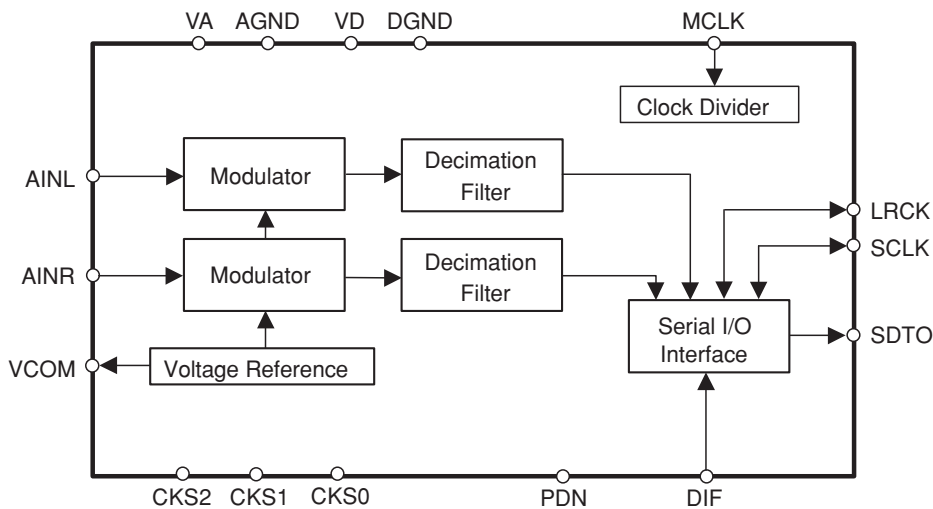 VA AGND VD DGND MCLK
Clock Divider
AINL
Modulator
Decimation
Filter
LRCK
SCLK
AINR
Modulator
Decimation
Filter
Serial I/O
Interface
SDTO
VCOM
Voltage Reference
CKS2 CKS1 CKS0 PDN DIF